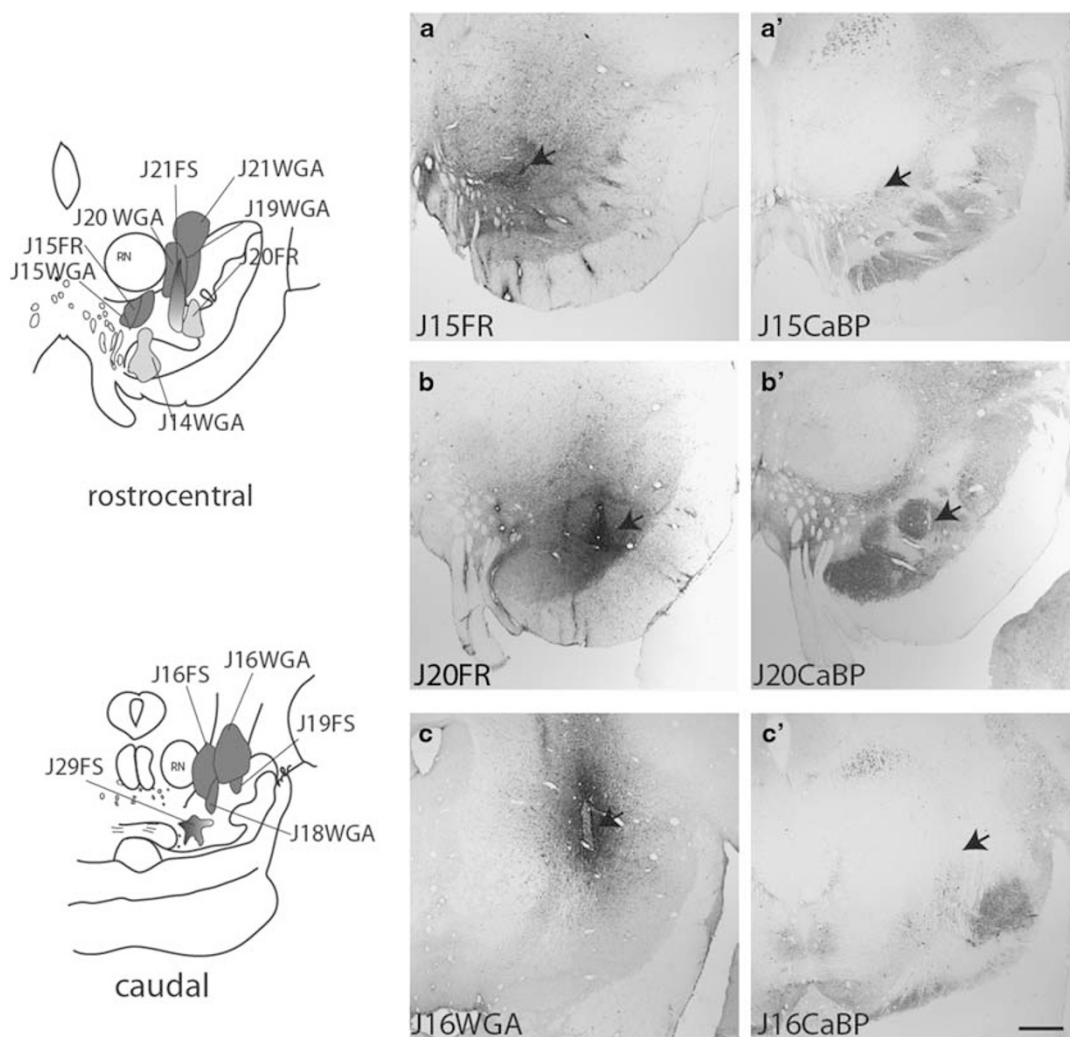 J21FS
J21WGA
J20 WGA
J19WGA
J15FR
J20FR
J15WGA
RN
J14WGA
rostrocentral
J16FS
J16WGA
J19FS
RN
J29FS
J18WGA
caudal
a
a'
J15FR
J15CaBP
b
b'
J20FR
J20CaBP
c
c'
J16WGA
J16CaBP